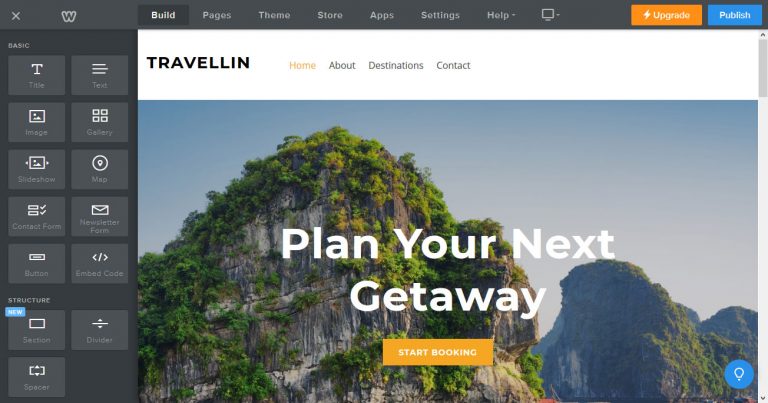 Build Pages Theme Store Apps Settings Help Upgrade Publish
BASIC
Title Text
Image Gallery
Slideshow Map
Contact Form Newsletter
Form
Button Embed Code
STRUCTURE
NEW
Section Divider
Spacer
TRAVELLIN Home About Destinations Contact
Plan Your Next
Getaway
START BOOKING